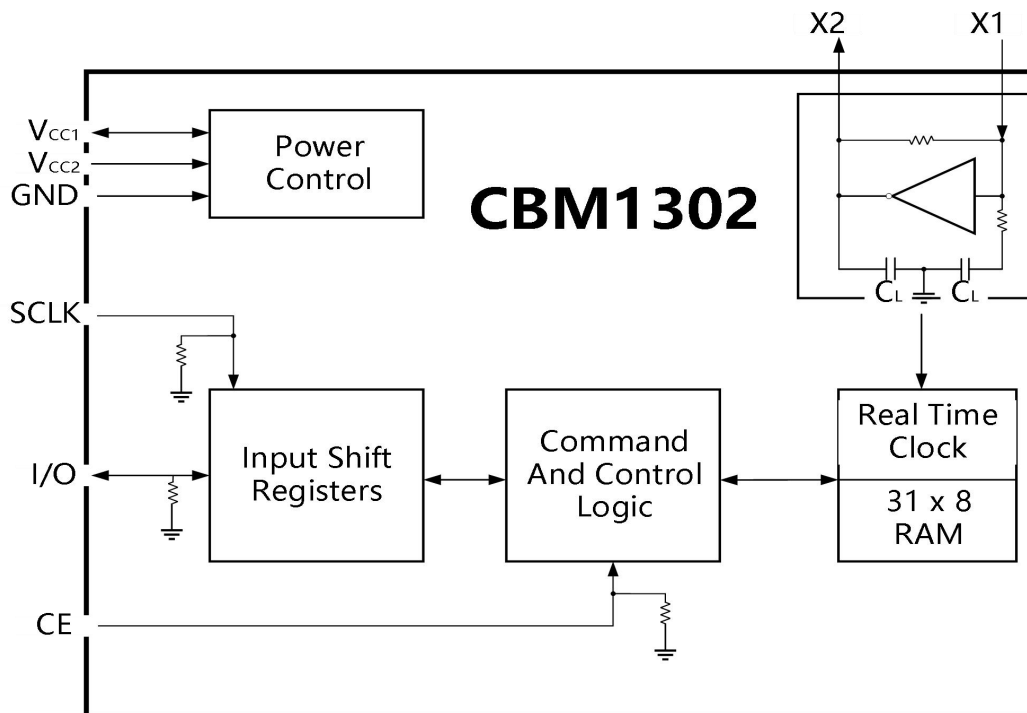 X2
X1
VCC1
VCC2
GND
Power
Control
CBM1302
CL
CL
SCLK
I/O
Input Shift
Registers
Command
And Control
Logic
Real Time
Clock
31 x 8
RAM
CE